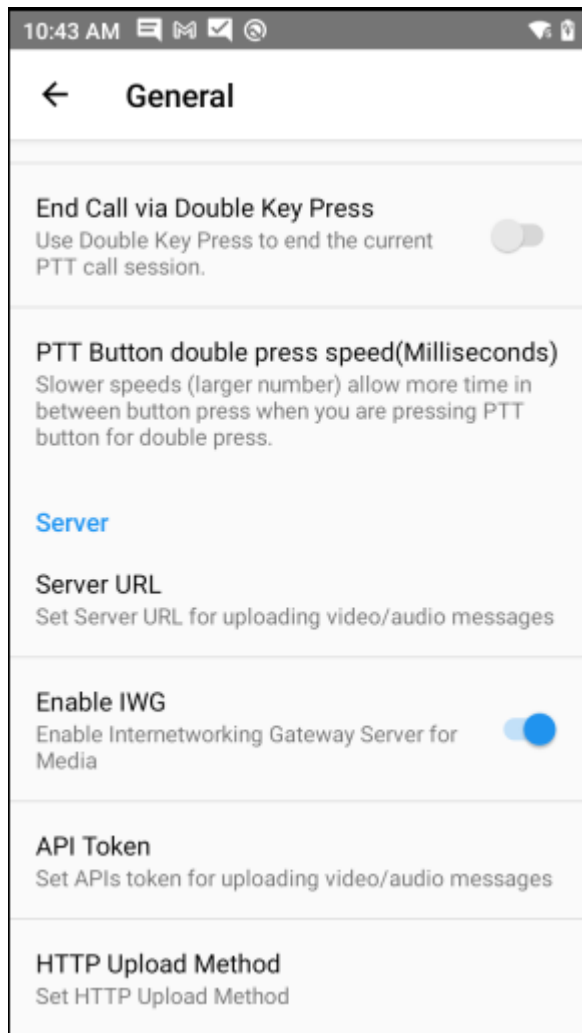 10:43 AM
General
End Call via Double Key Press
Use Double Key Press to end the current
PTT call session.
PTT Button double press speed(Milliseconds)
Slower speeds (larger number) allow more time in
between button press when you are pressing PTT
button for double press.
Server
Server URL
Set Server URL for uploading video/audio messages
Enable IWG
Enable Internetworking Gateway Server for
Media
API Token
Set APIs token for uploading video/audio messages
HTTP Upload Method
Set HTTP Upload Method